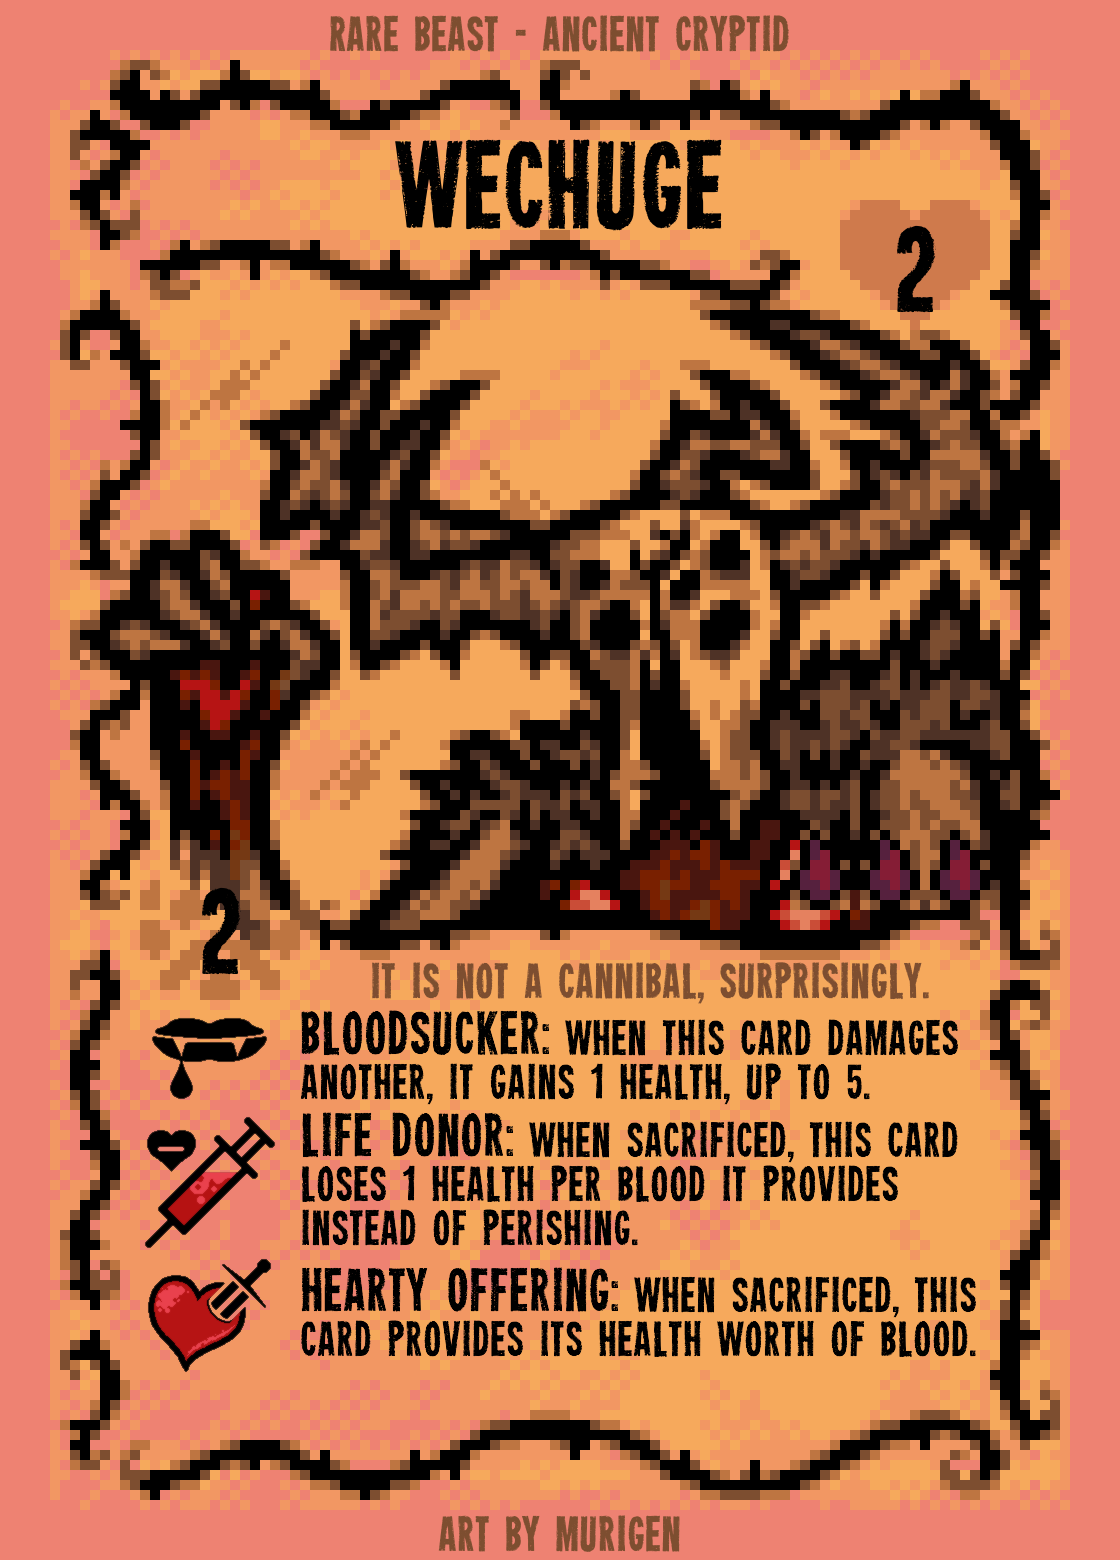 RARE BEAST - ANCIENT CRYPTID
WECHUGE
2
2
IT IS NOT A CANNIBAL, SURPRISINGLY.
BLOODSUCKER: WHEN THIS CARD DAMAGES
ANOTHER, IT GAINS 1 HEALTH, UP TO 5.
LIFE DONOR: WHEN SACRIFICED, THIS CARD
LOSES 1 HEALTH PER BLOOD IT PROVIDES
INSTEAD OF PERISHING.
HEARTY OFFERING: WHEN SACRIFICED, THIS
CARD PROVIDES ITS HEALTH WORTH OF BLOOD.
ART BY MURIGEN